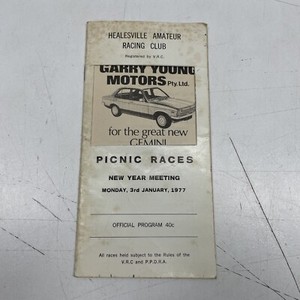 HEALESVILLE AMATEUR
RACING CLUB
Registered by V.R.C.
GARRY YOUNG
MOTORS Pty.Ltd.
for the great new
GEMINI
PICNIC RACES
NEW YEAR MEETING
MONDAY, 3rd JANUARY, 1977
OFFICIAL PROGRAM 40c
All races held subject to the Rules of the
V.R.C and P.P.D.R.A.